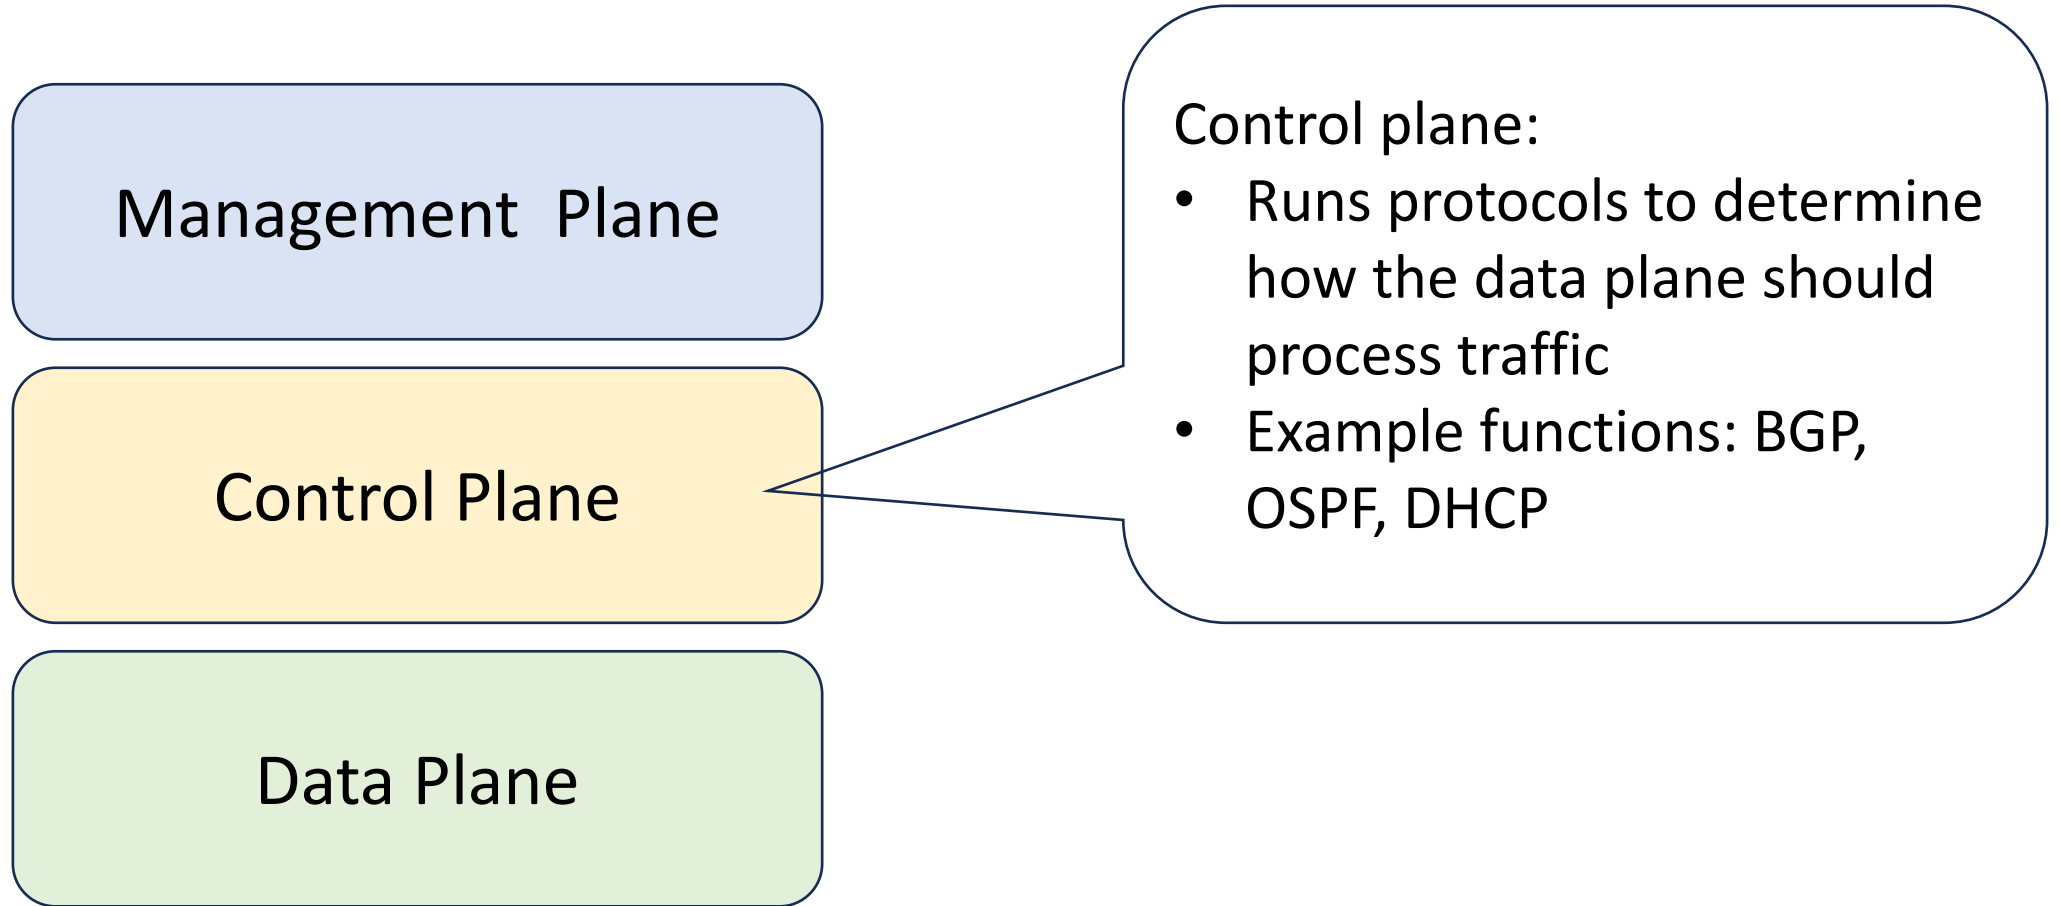 Management  Plane
Control Plane
Data Plane
Control plane:
• Runs protocols to determine
how the data plane should
process traffic
• Example functions: BGP,
OSPF, DHCP